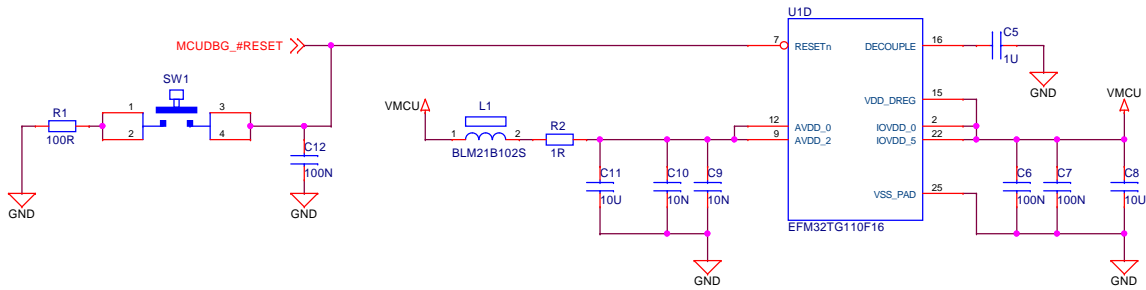 U1D
MCUDBG_#RESET
7
RESETn
DECOUPLE
16
C5
1U
GND
SW1
R1
100R
1
2
3
4
C12
100N
GND
GND
VMCU
L1
1
2
BLM21B102S
R2
1R
C11
10U
C10
10N
C9
10N
GND
12
9
AVDD_0
AVDD_2
VDD_DREG
15
IOVDD_0
2
IOVDD_5
22
VSS_PAD
25
EFM32TG110F16
VMCU
C6
100N
C7
100N
C8
10U
GND